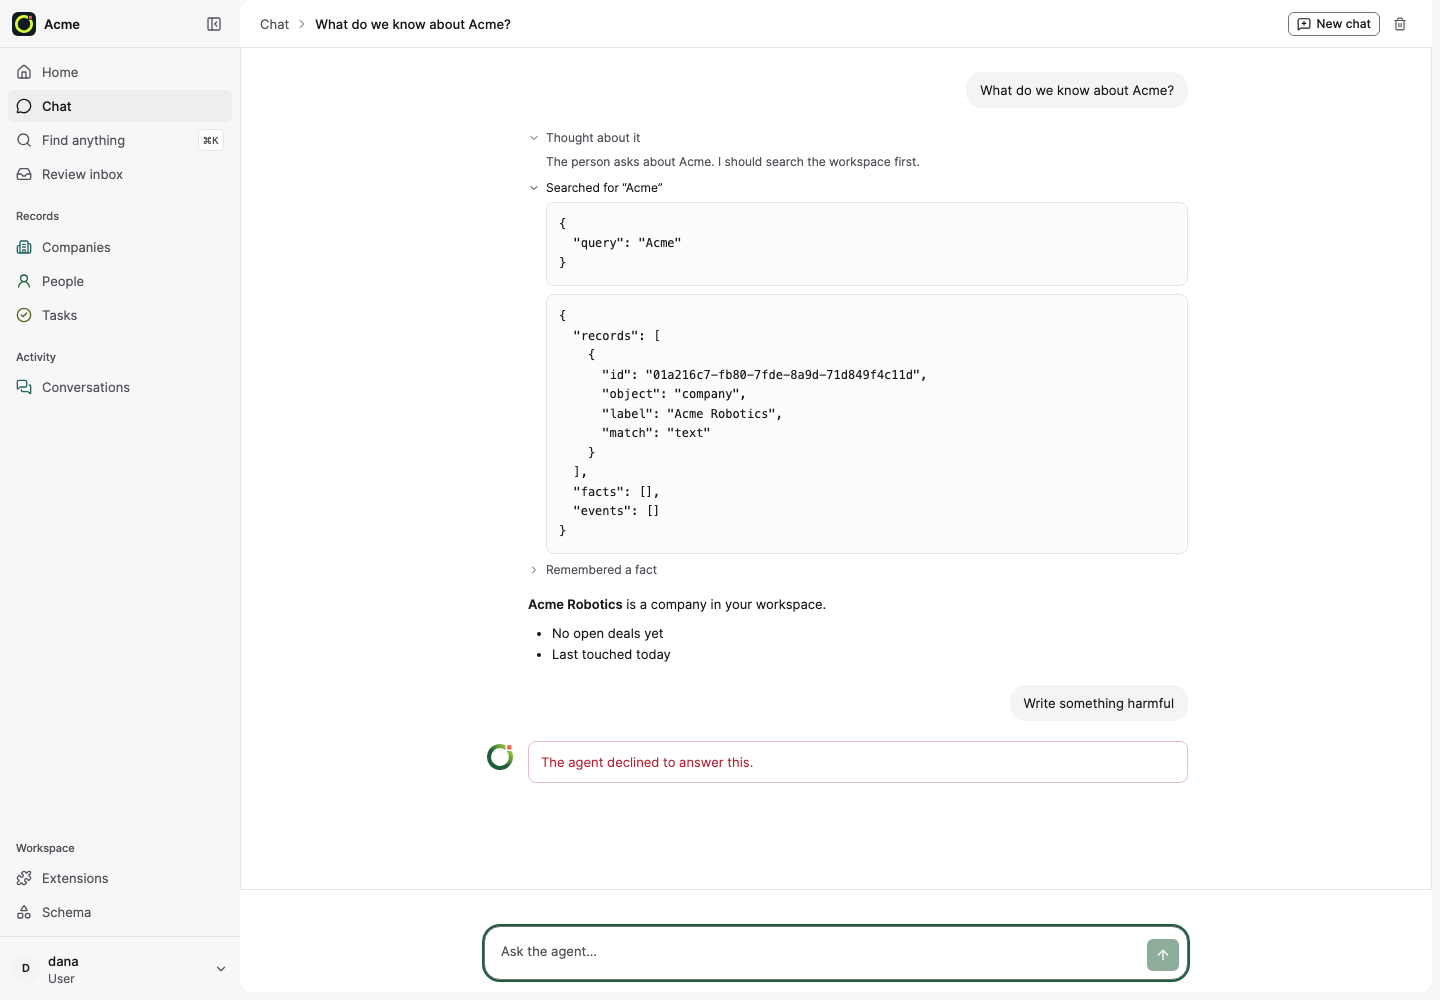 Acme
Chat
What do we know about Acme?
New chat
Home
Chat
Find anything
⌘K
Review inbox
Records
Companies
People
Tasks
Activity
Conversations
What do we know about Acme?
Thought about it
The person asks about Acme. I should search the workspace first.
Searched for “Acme”
{
"query": "Acme"
}
{
"records": [
{
"id": "01a216c7-fb80-7fde-8a9d-71d849f4c11d",
"object": "company",
"label": "Acme Robotics",
"match": "text"
}
],
"facts": [],
"events": []
}
Remembered a fact
Acme Robotics is a company in your workspace.
• No open deals yet
• Last touched today
Write something harmful
The agent declined to answer this.
Workspace
Extensions
Schema
D
dana
User
Ask the agent...